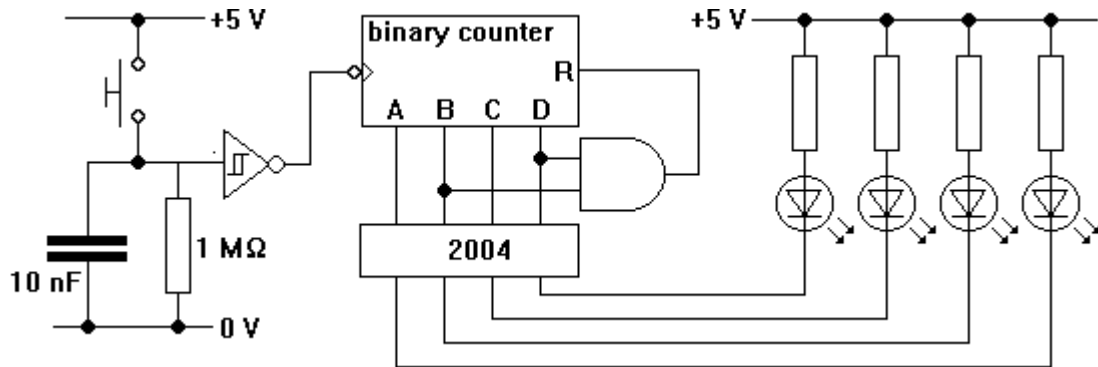 +5 V
+5 V
binary counter
R
A B C D
2004
1 MΩ
10 nF
0 V